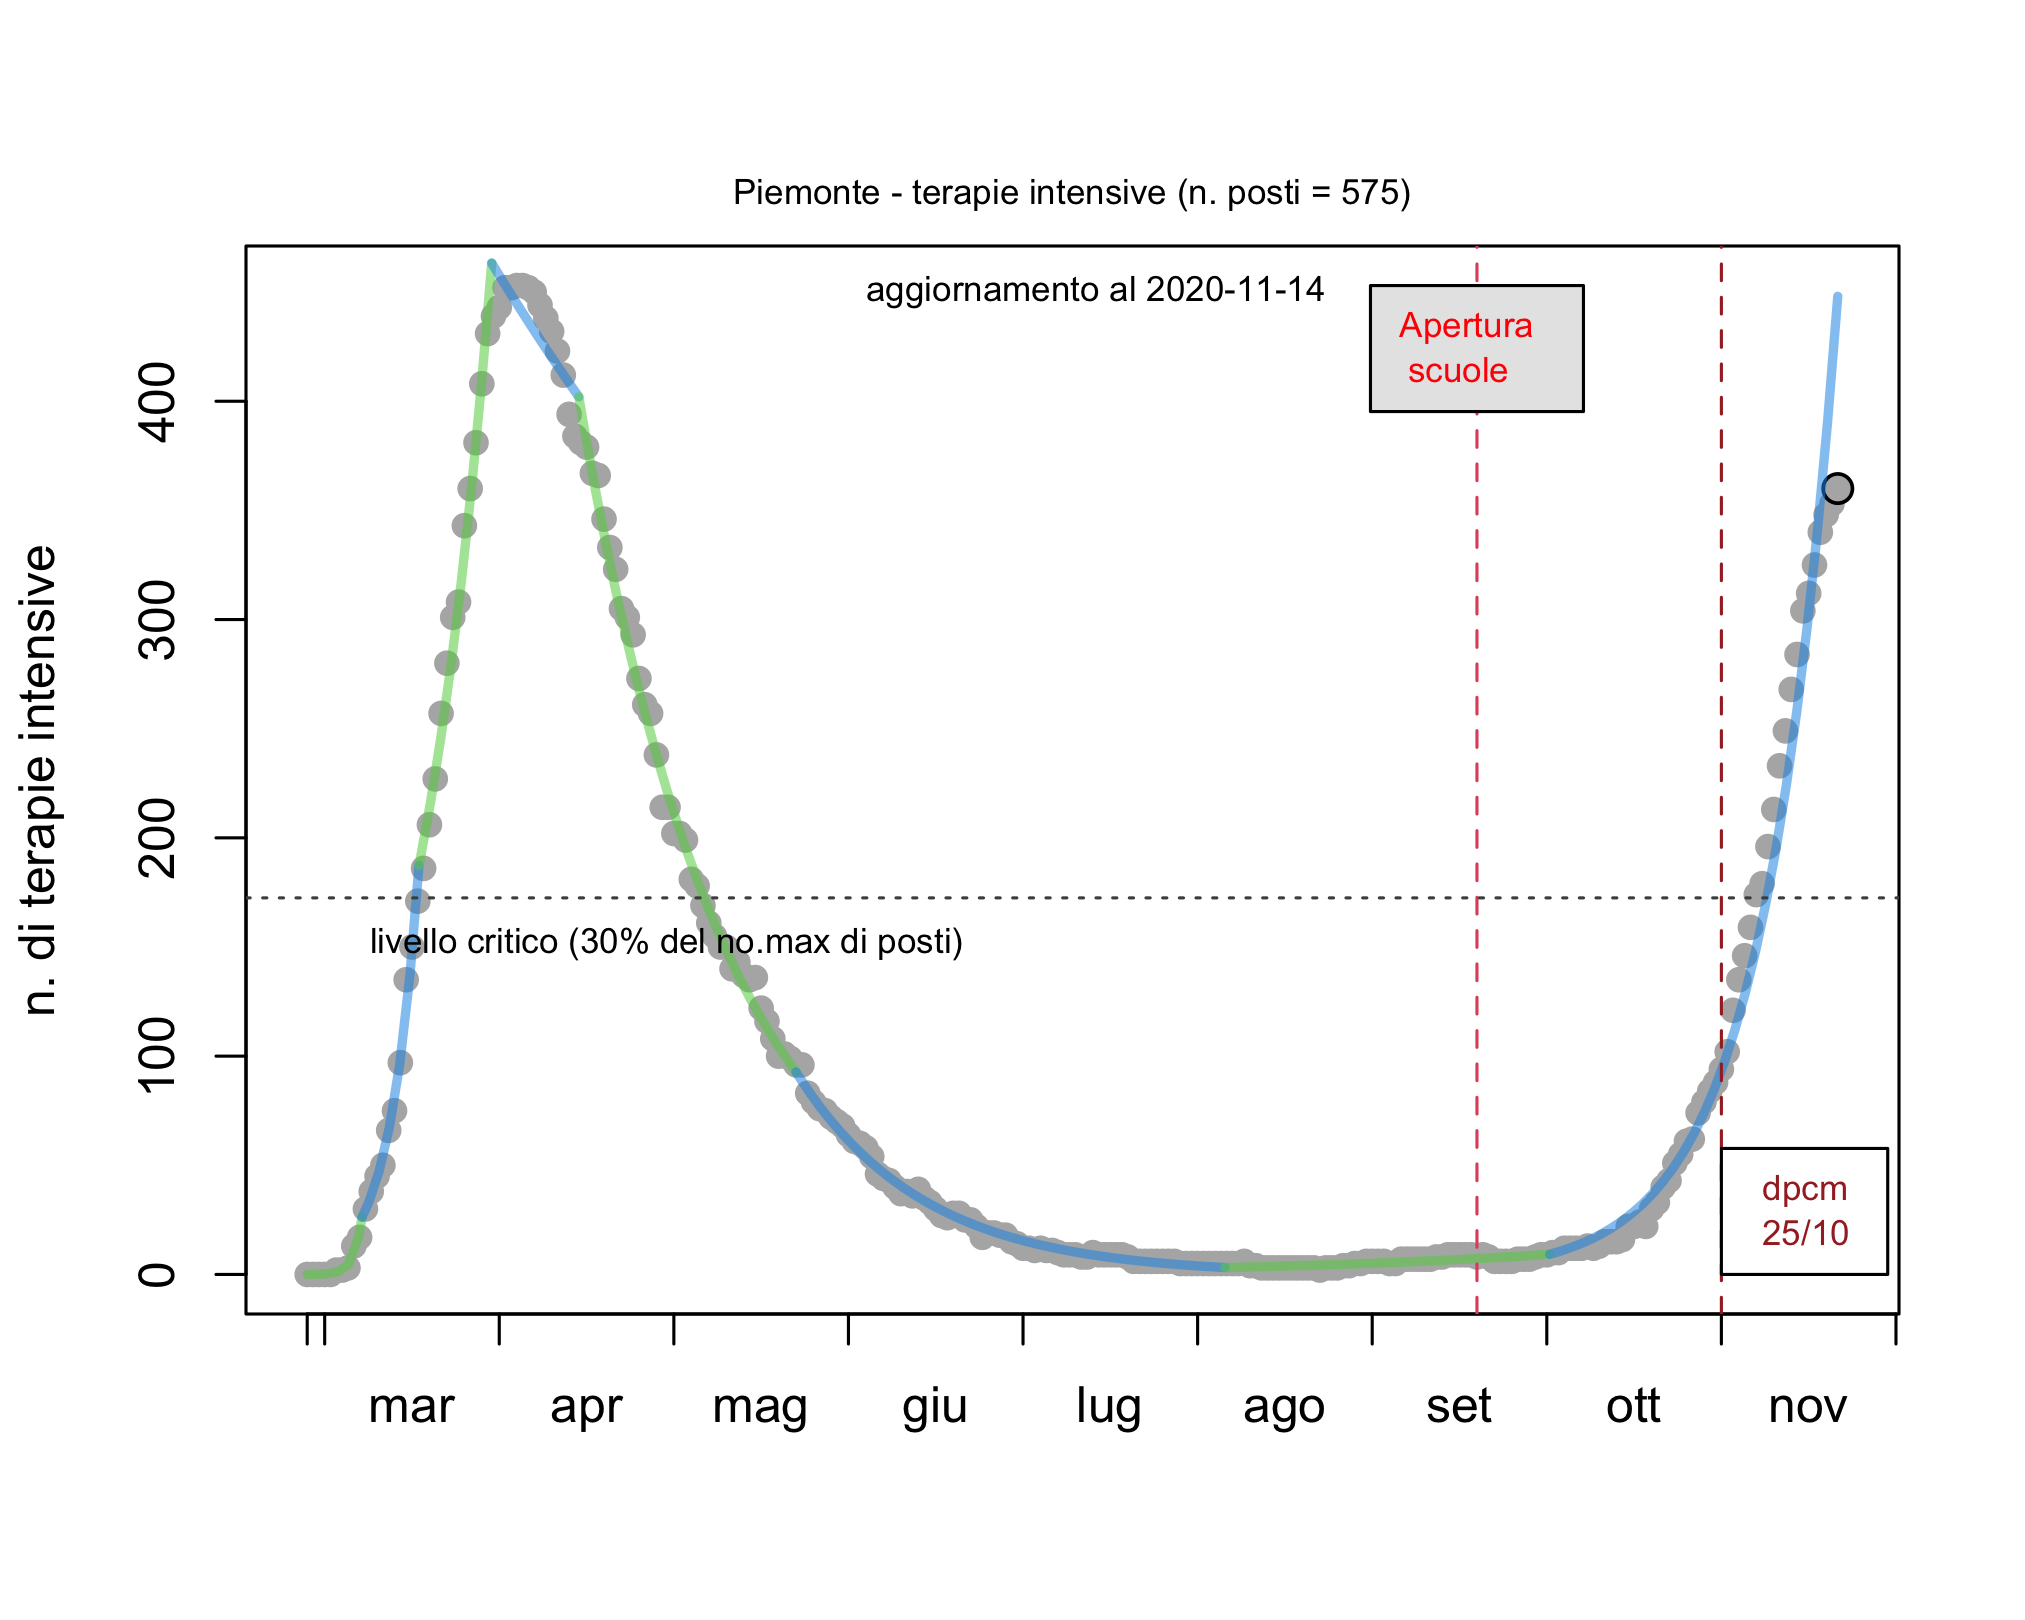 Piemonte - terapie intensive (n. posti = 575)
aggiornamento al 2020-11-14
Apertura
scuole
n. di terapie intensive
400
300
200
100
0
livello critico (30% del no.max di posti)
dpcm
25/10
mar apr mag giu lug ago set ott nov